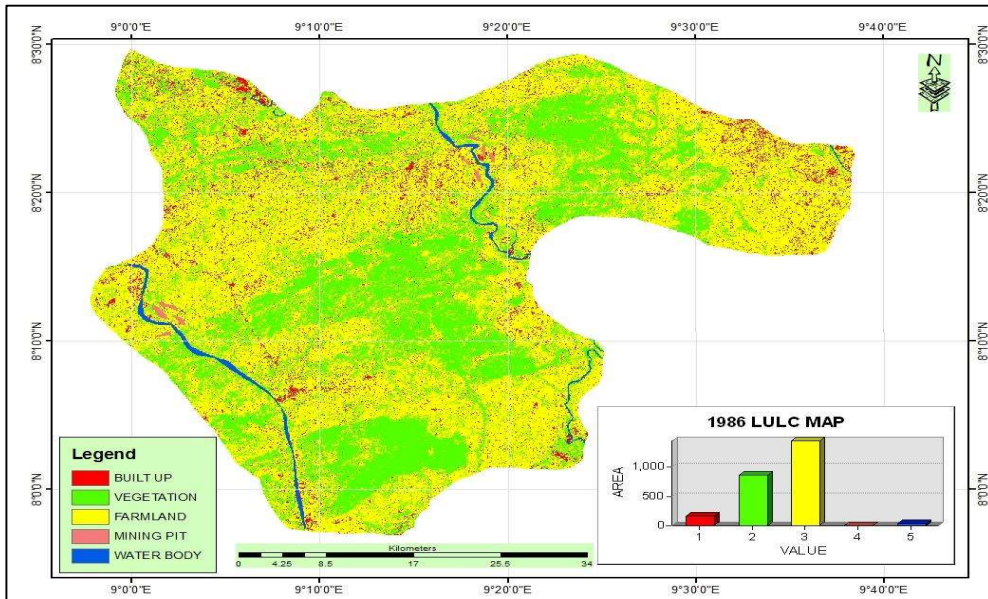 9°0'0"E 9°10'0"E 9°20'0"E 9°30'0"E 9°40'0"E
8°30'0"N 8°30'0"N
N
8°20'0"N 8°20'0"N
8°10'0"N 8°10'0"N
8°0'0"N 8°0'0"N
Legend
BUILT UP
VEGETATION
FARMLAND
MINING PIT
WATER BODY
Kilometers
0 4.25 8.5 17 25.5 34
1986 LULC MAP
AREA
1,000
500
0
1 2 3 4 5
VALUE
9°0'0"E 9°10'0"E 9°20'0"E 9°30'0"E 9°40'0"E